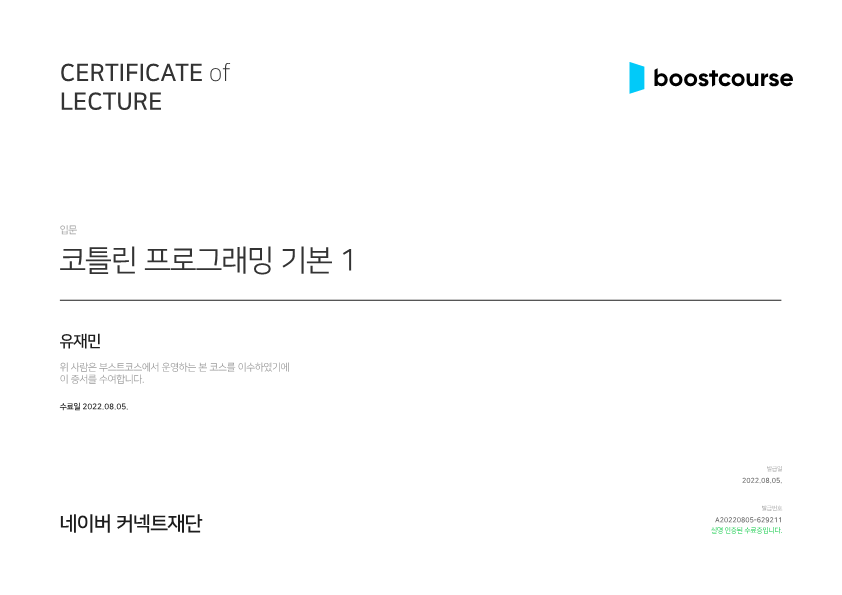 CERTIFICATE of
LECTURE
boostcourse
입문
코틀린 프로그래밍 기본 1
유재민
위 사람은 부스트코스에서 운영하는 본 코스를 이수하였기에
이 증서를 수여합니다.
수료일 2022.08.05.
발급일
2022.08.05.
네이버 커넥트재단
발급번호
A20220805-629211
실명 인증된 수료증입니다.